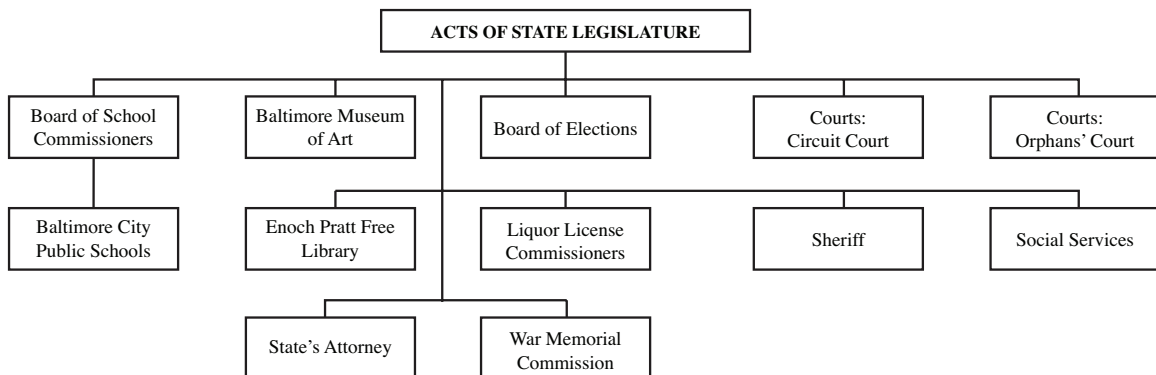 ACTS OF STATE LEGISLATURE
Board of School
Commissioners
Baltimore Museum
of Art
Board of Elections
Courts:
Circuit Court
Courts:
Orphans’ Court
Baltimore City
Public Schools
Enoch Pratt Free
Library
Liquor License
Commissioners
Sheriff
Social Services
State’s Attorney
War Memorial
Commission